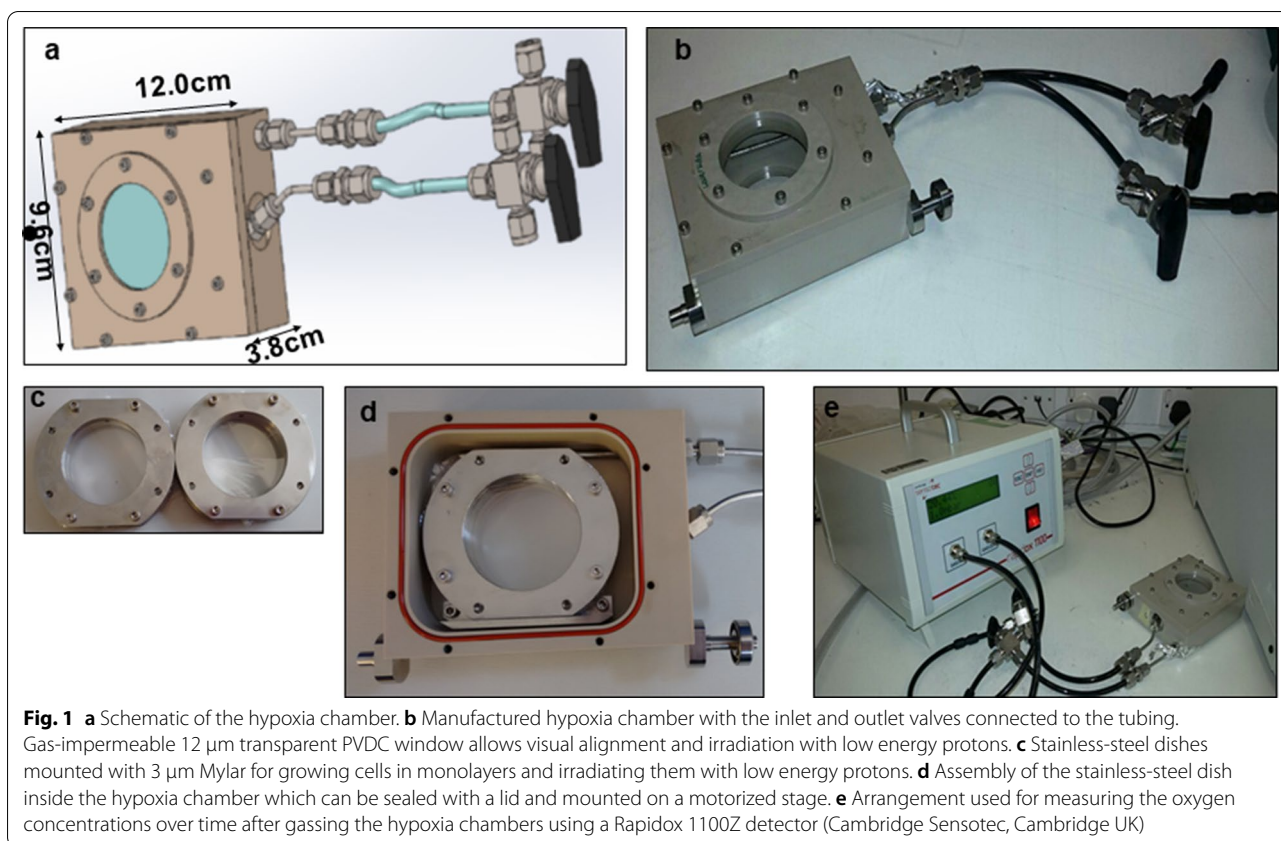 a
12.0cm
9.6cm
3.8cm
b
c
d
e
Fig. 1 a Schematic of the hypoxia chamber. b Manufactured hypoxia chamber with the inlet and outlet valves connected to the tubing.
Gas-impermeable 12 µm transparent PVDC window allows visual alignment and irradiation with low energy protons. c Stainless-steel dishes
mounted with 3 µm Mylar for growing cells in monolayers and irradiating them with low energy protons. d Assembly of the stainless-steel dish
inside the hypoxia chamber which can be sealed with a lid and mounted on a motorized stage. e Arrangement used for measuring the oxygen
concentrations over time after gassing the hypoxia chambers using a Rapidox 1100Z detector (Cambridge Sensotec, Cambridge UK)